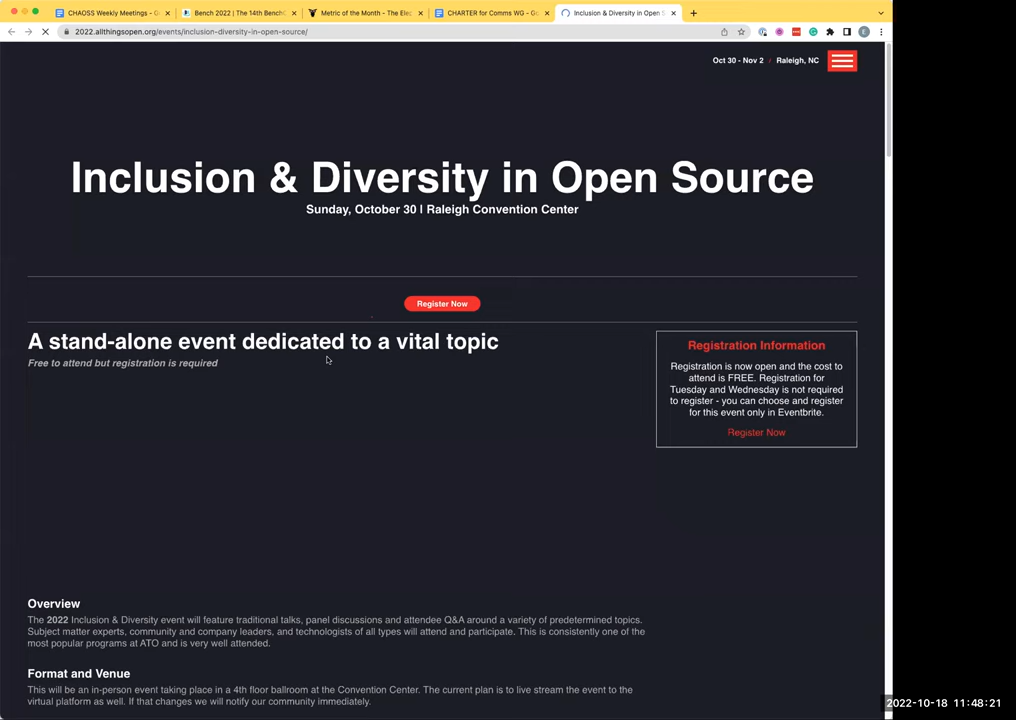 CHAOSS Weekly Meetings - G
Bench 2022 | The 14th Bench
Metric of the Month - The Ele
CHARTER for Comms WG - G
Inclusion & Diversity in Open S
2022.allthingsopen.org/events/inclusion-diversity-in-open-source/
E
Oct 30 - Nov 2 / Raleigh, NC
Inclusion & Diversity in Open Source
Sunday, October 30 | Raleigh Convention Center
Register Now
A stand-alone event dedicated to a vital topic
Free to attend but registration is required
Registration Information
Registration is now open and the cost to
attend is FREE. Registration for
Tuesday and Wednesday is not required
to register - you can choose and register
for this event only in Eventbrite.
Register Now
Overview
The 2022 Inclusion & Diversity event will feature traditional talks, panel discussions and attendee Q&A around a variety of predetermined topics.
Subject matter experts, community and company leaders, and technologists of all types will attend and participate. This is consistently one of the
most popular programs at ATO and is very well attended.
Format and Venue
This will be an in-person event taking place in a 4th floor ballroom at the Convention Center. The current plan is to live stream the event to the
virtual platform as well. If that changes we will notify our community immediately.
2022-10-18 11:48:21